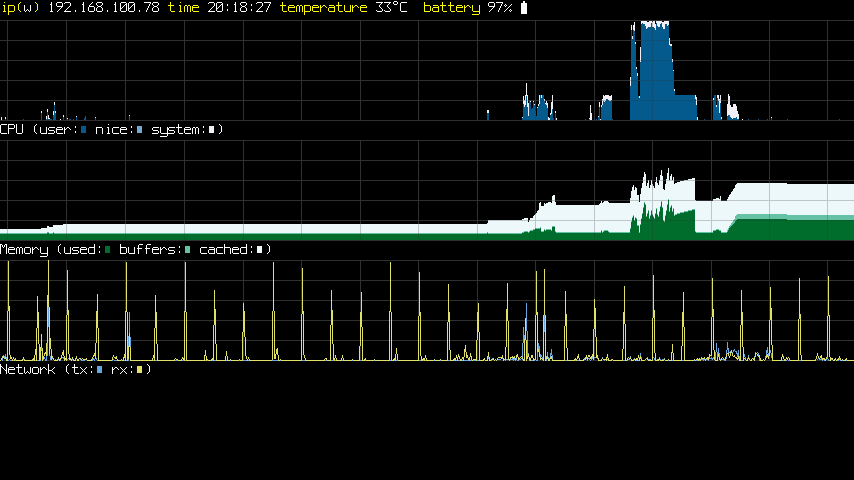 ip(w) 192.168.100.78 time 20:18:27 temperature 33°C battery 97%
CPU (user: nice: system: )
Memory (used: buffers: cached: )
Network (tx: rx: )